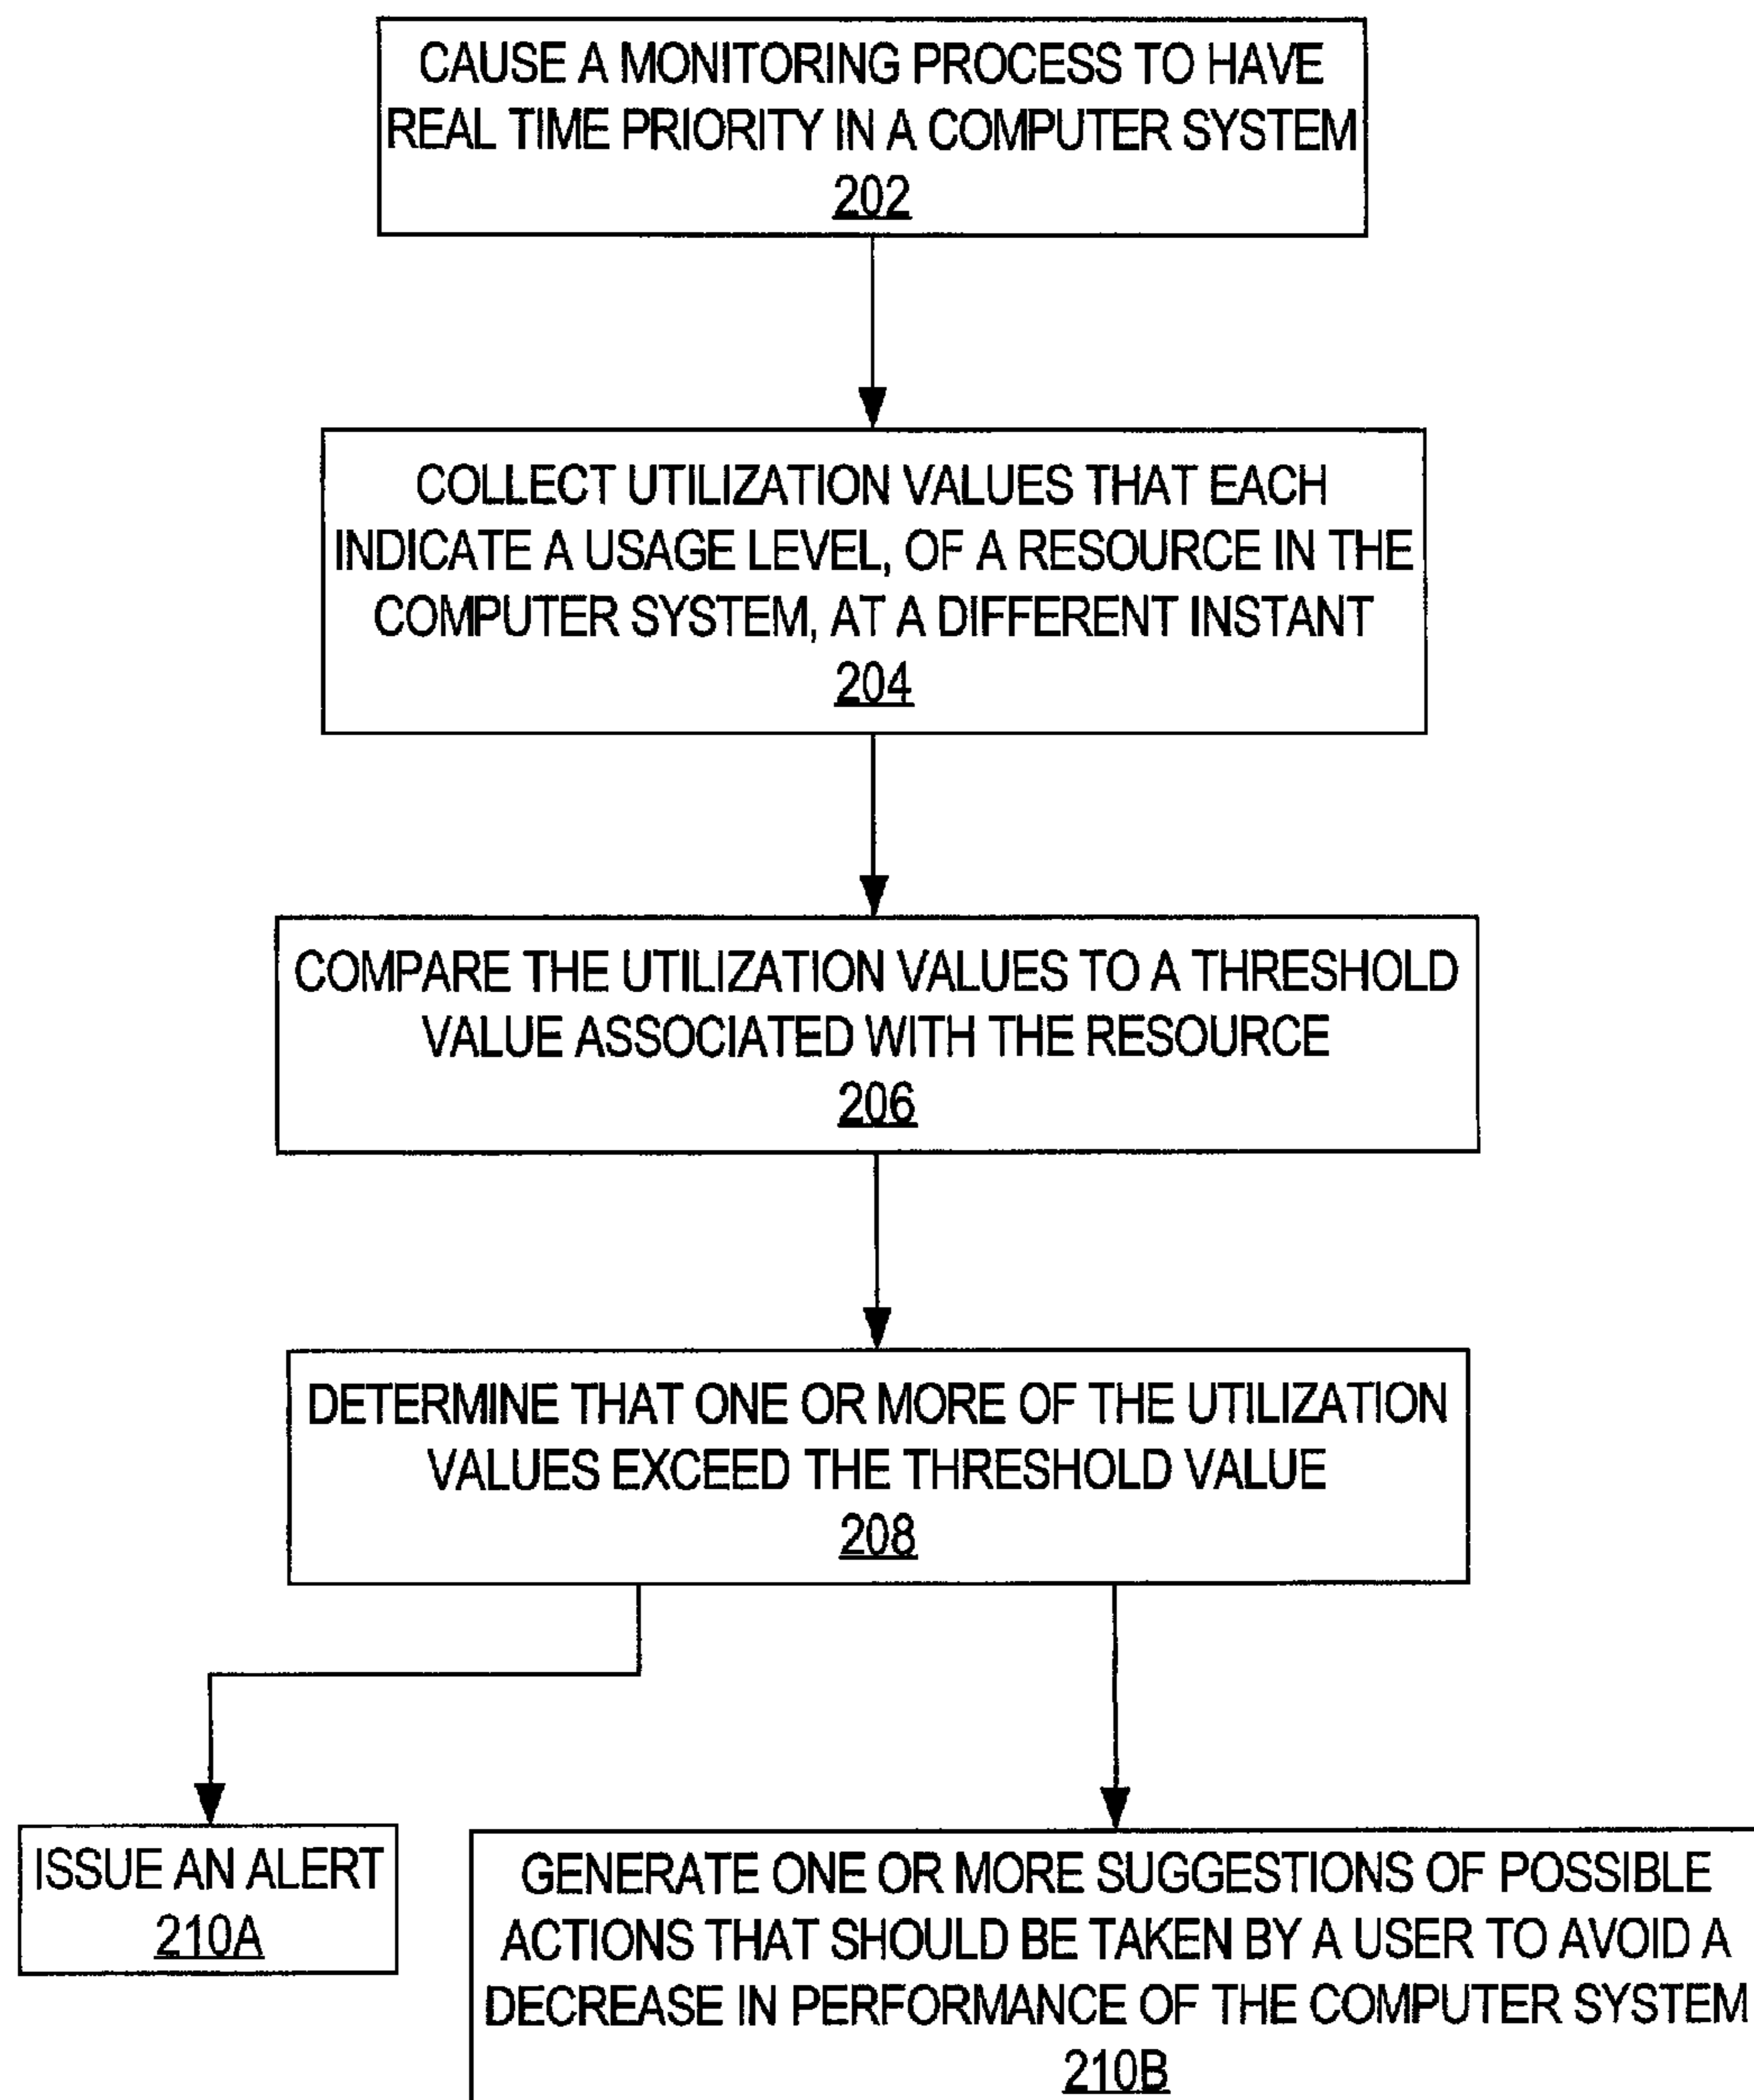 CAUSE A MONITORING PROCESS TO HAVE
REAL TIME PRIORITY IN A COMPUTER SYSTEM
202
COLLECT UTILIZATION VALUES THAT EACH
INDICATE A USAGE LEVEL, OF A RESOURCE IN THE
COMPUTER SYSTEM, AT A DIFFERENT INSTANT
204
COMPARE THE UTILIZATION VALUES TO A THRESHOLD
VALUE ASSOCIATED WITH THE RESOURCE
206
DETERMINE THAT ONE OR MORE OF THE UTILIZATION
VALUES EXCEED THE THRESHOLD VALUE
208
ISSUE AN ALERT
210A
GENERATE ONE OR MORE SUGGESTIONS OF POSSIBLE
ACTIONS THAT SHOULD BE TAKEN BY A USER TO AVOID A
DECREASE IN PERFORMANCE OF THE COMPUTER SYSTEM
210B